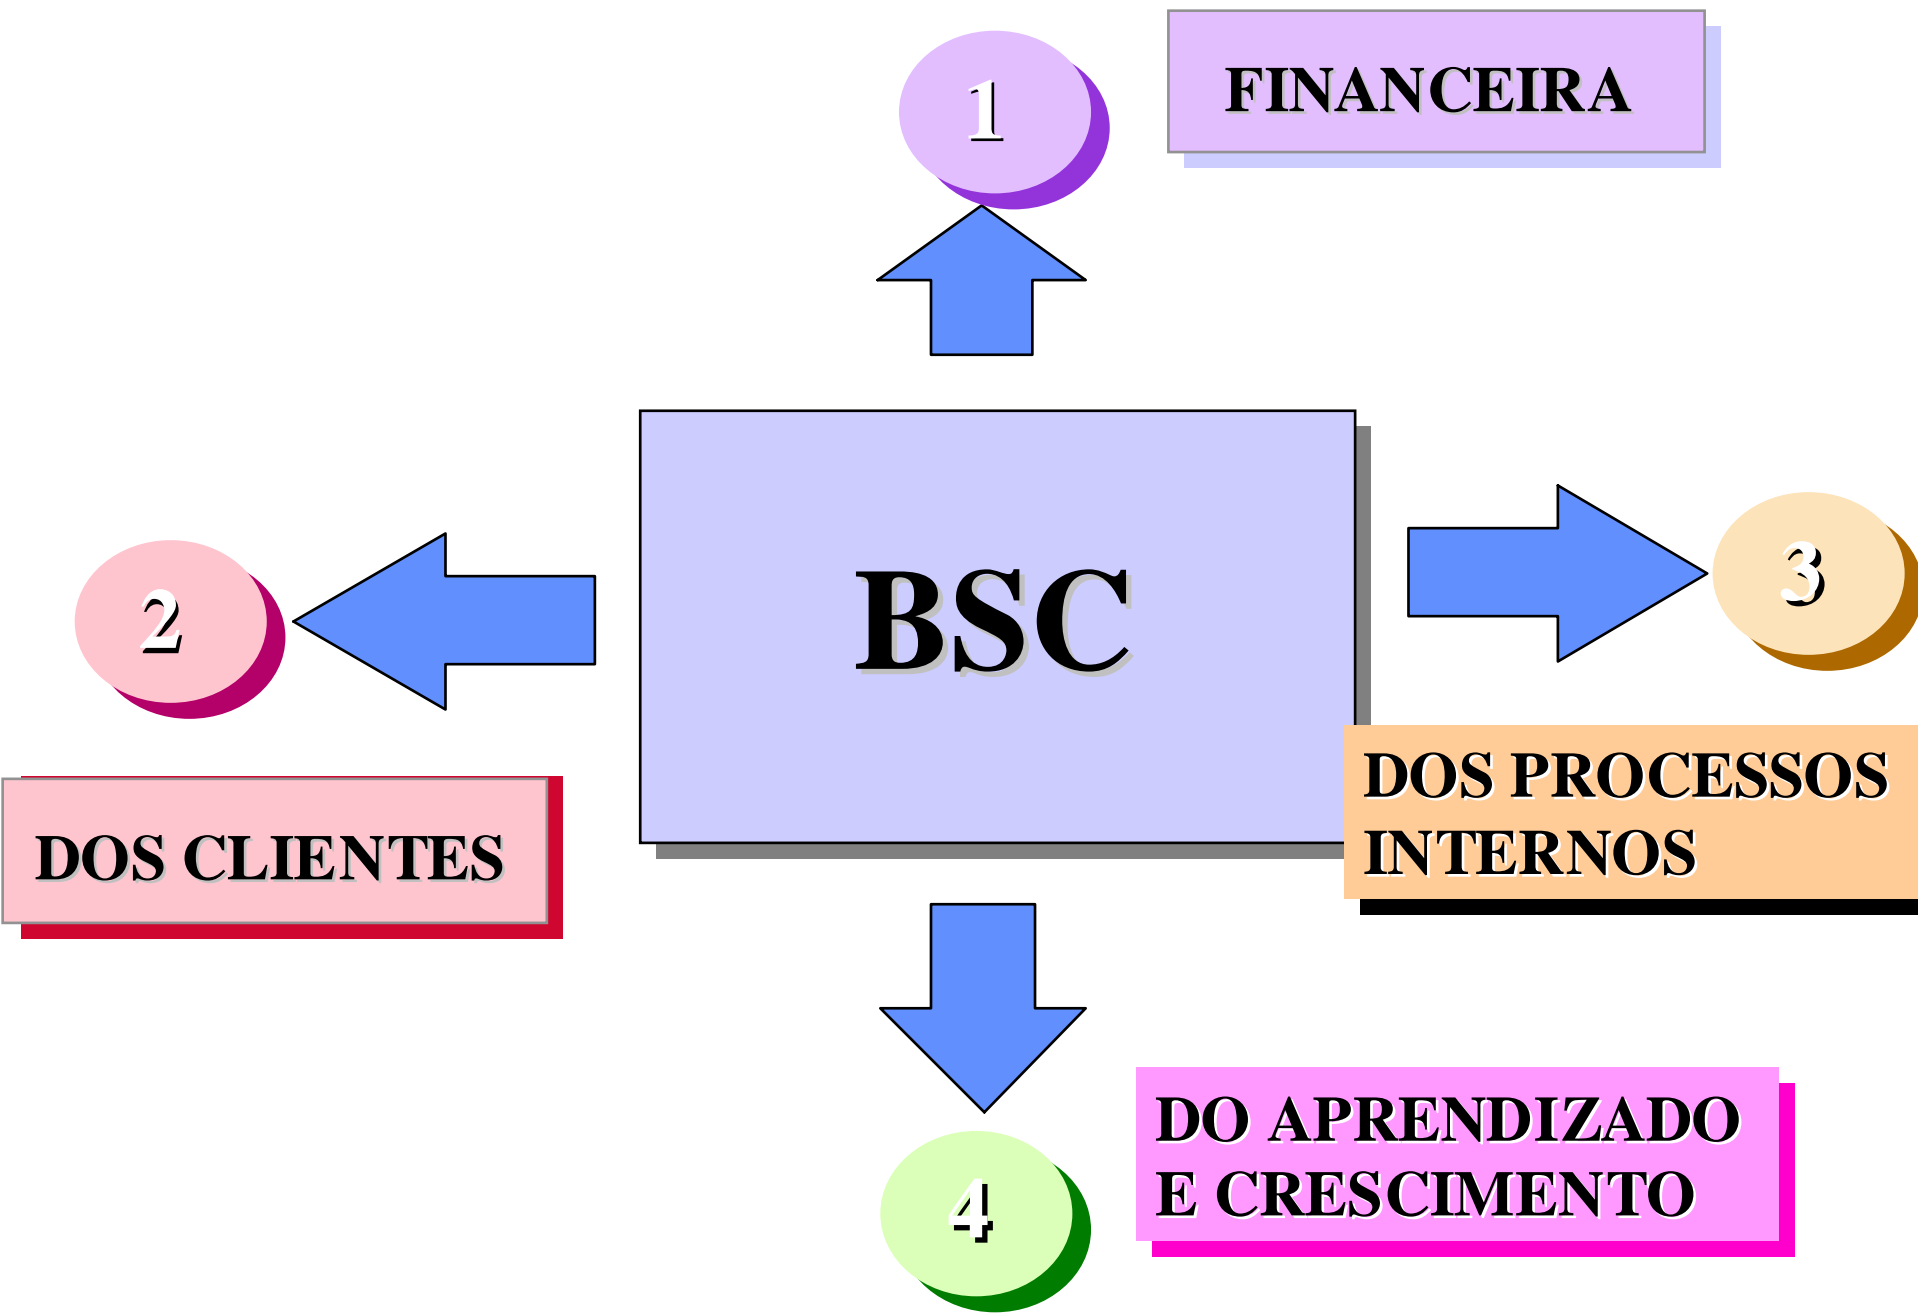 1
FINANCEIRA
BSC
2
3
DOS CLIENTES
DOS PROCESSOS
INTERNOS
4
DO APRENDIZADO
E CRESCIMENTO